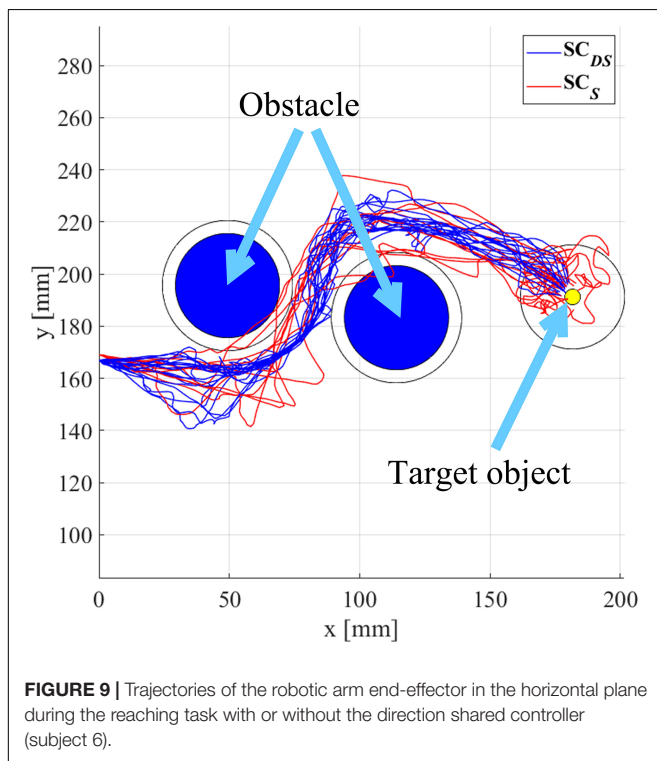 SC_DS
SC_S
Obstacle
280
260
240
220
200
180
160
140
120
100
y [mm]
Target object
0 50 100 150 200
x [mm]
FIGURE 9 | Trajectories of the robotic arm end-effector in the horizontal plane
during the reaching task with or without the direction shared controller
(subject 6).